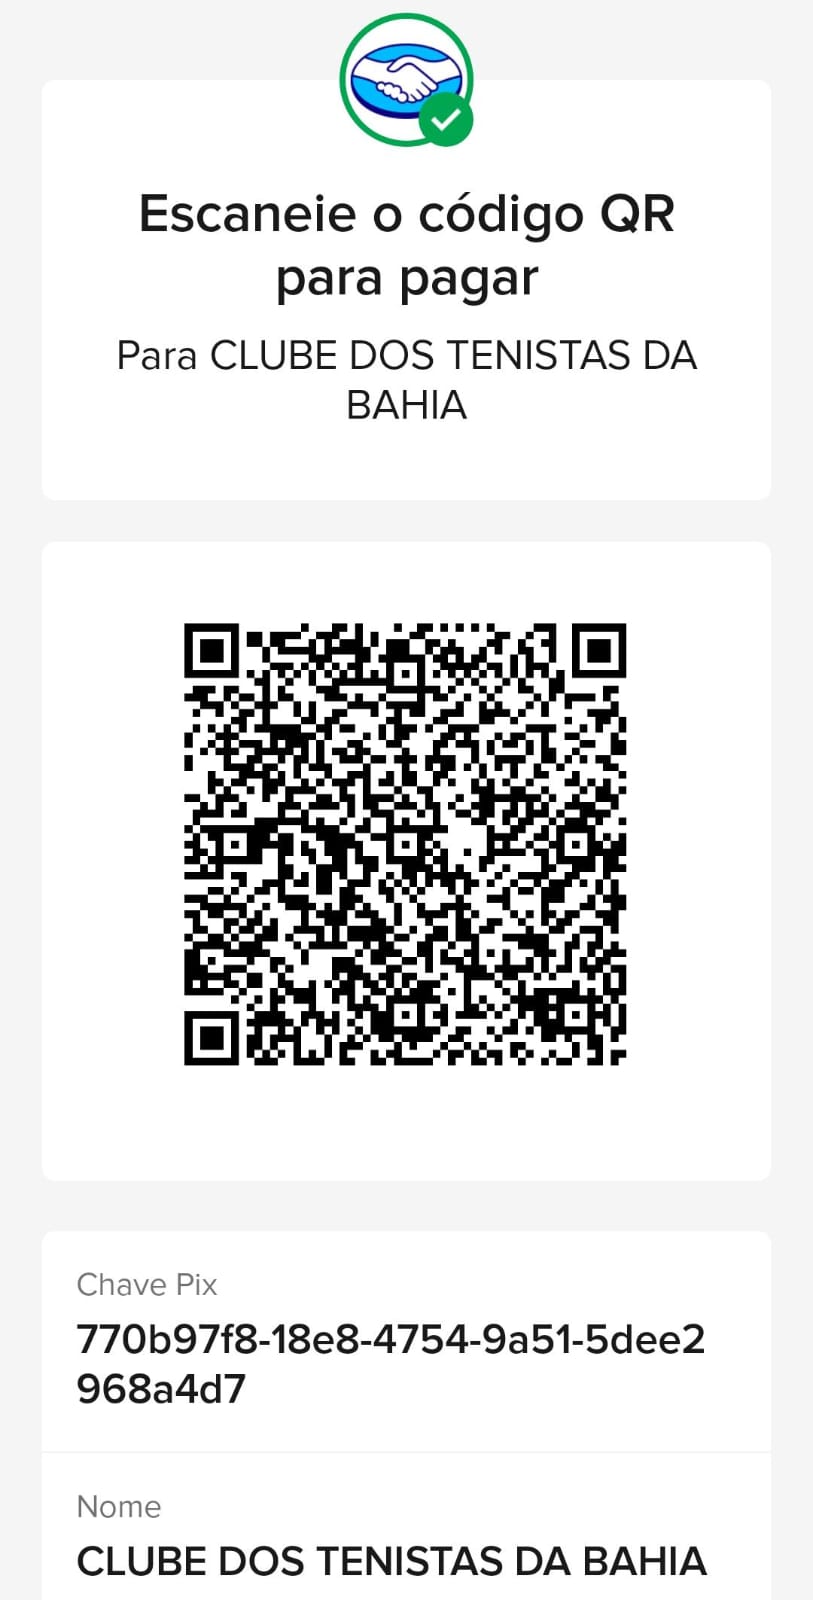 Escaneie o código QR
para pagar
Para CLUBE DOS TENISTAS DA
BAHIA
Chave Pix
770b97f8-18e8-4754-9a51-5dee2
968a4d7
Nome
CLUBE DOS TENISTAS DA BAHIA